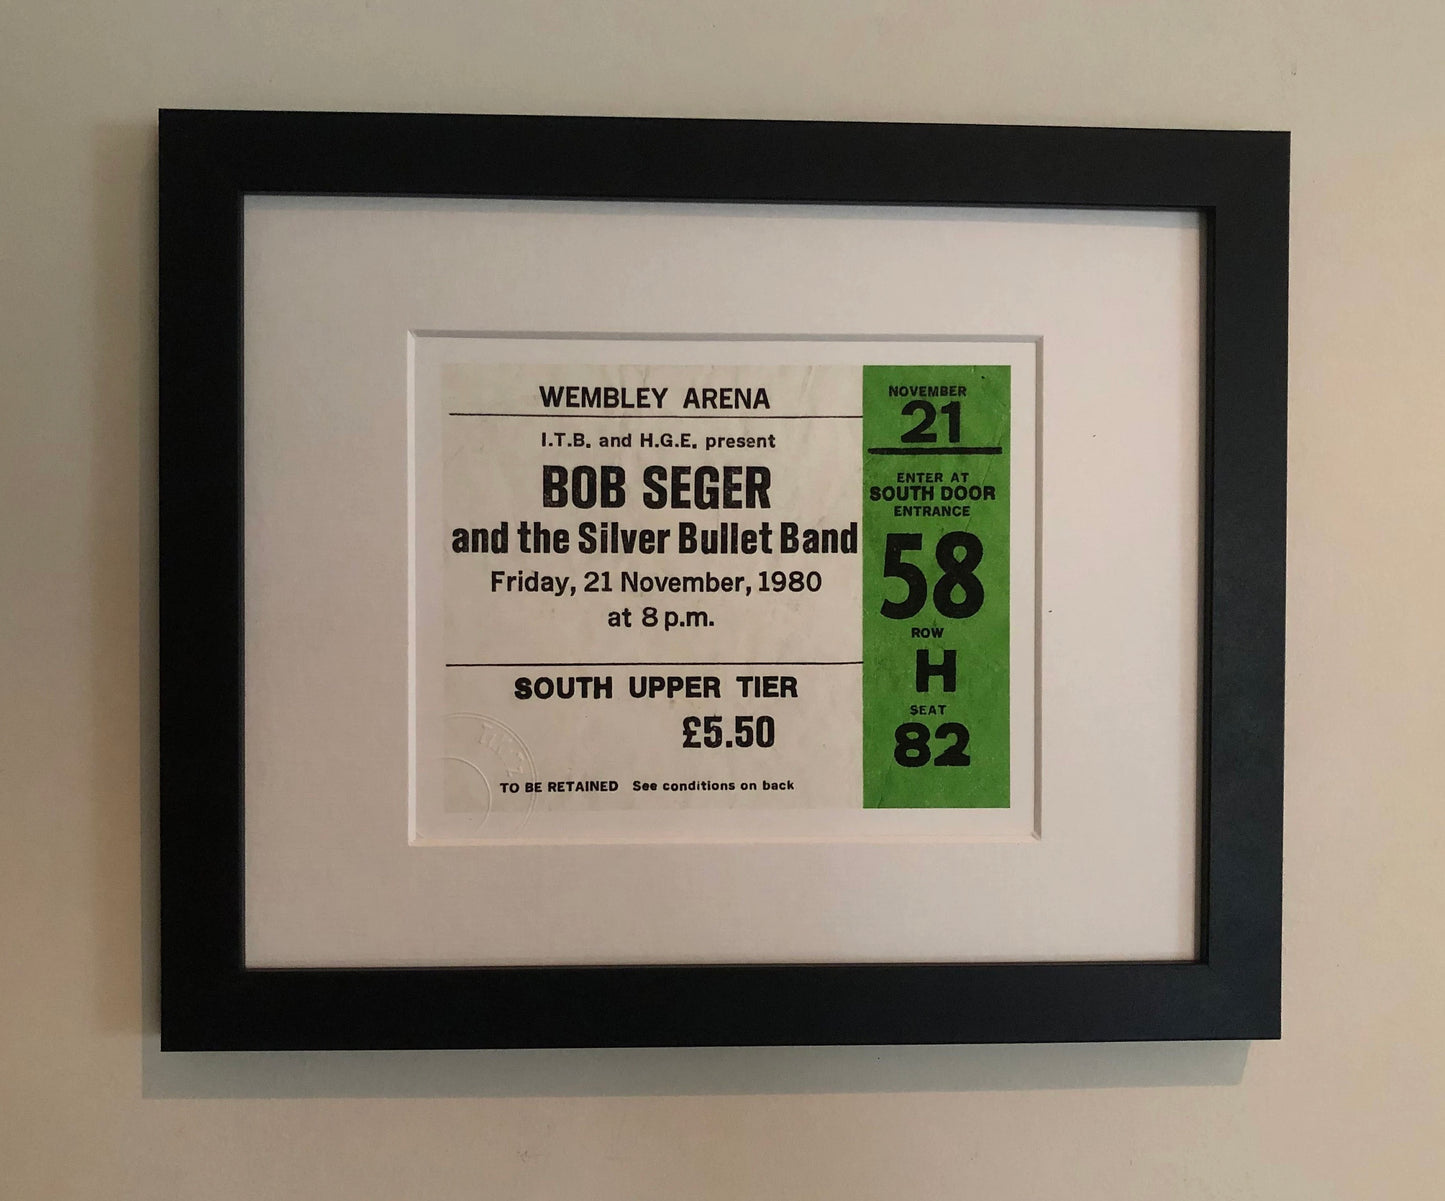 WEMBLEY ARENA
I.T.B. and H.G.E. present
BOB SEGER
and the Silver Bullet Band
Friday, 21 November, 1980
at 8 p.m.
SOUTH UPPER TIER
£5.50
TO BE RETAINED See conditions on back
NOVEMBER
21
ENTER AT
SOUTH DOOR
ENTRANCE
58
ROW
H
SEAT
82